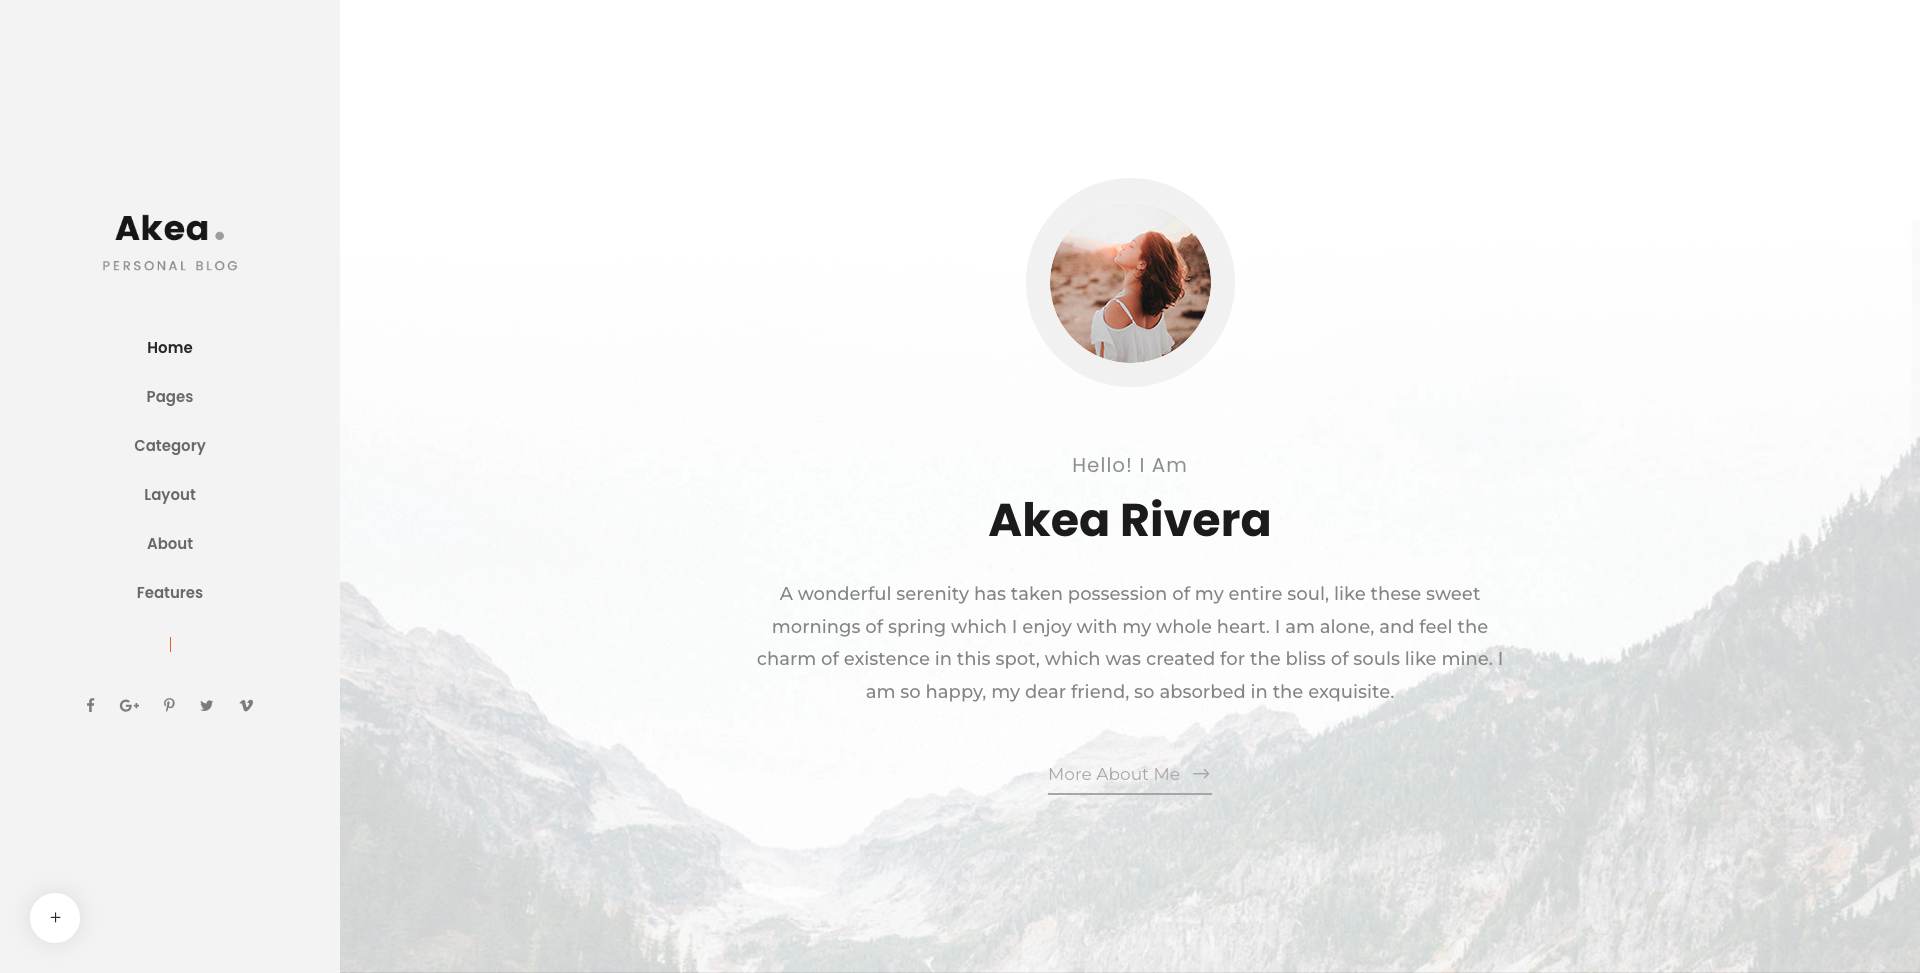 Akea.
PERSONAL BLOG
Home
Pages
Category
Layout
About
Features
Hello! I Am
Akea Rivera
A wonderful serenity has taken possession of my entire soul, like these sweet
mornings of spring which I enjoy with my whole heart. I am alone, and feel the
charm of existence in this spot, which was created for the bliss of souls like mine. I
am so happy, my dear friend, so absorbed in the exquisite.
More About Me →